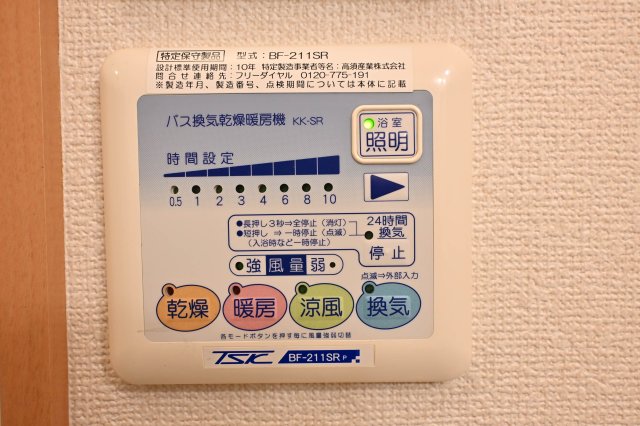 特定保守製品 型式：BF-211SR
設計標準使用期間：10年 特定製造事業者等名：高須産業株式会社
問合せ連絡先：フリーダイヤル 0120-775-191
※製造年月、製造番号、点検期間については本体に記載
バス換気乾燥暖房機 KK-SR
浴室
照明
時間設定
0.5 1 2 3 4 6 8 10
●長押し3秒⇒全停止（消灯）
●短押し ⇒一時停止（点滅）
（入浴時など一時停止）
24時間
換気
停止
強 風量 弱
点滅⇒外部入力
乾燥 暖房 涼風 換気
各モードボタンを押す毎に風量強弱切替
TSK BF-211SR P